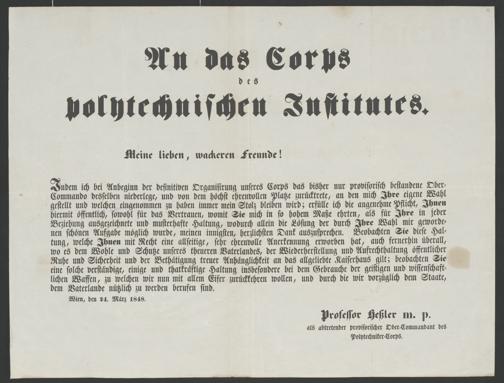 An das Corps
des
polytechnischen Institutes.
Meine lieben, wackeren Freunde!
Indem ich bei Anbeginn der definitiven Organisirung unseres Corps das bisher nur provisorisch bestandene Ober-
Commando desselben niederlege, und von dem höchst ehrenvollen Platze zurücktrete, an den mich Ihre eigene Wahl
gestellt und welchen eingenommen zu haben immer mein Stolz bleiben wird; erfülle ich die angenehme Pflicht, Ihnen
hiermit öffentlich, sowohl für das Vertrauen, womit Sie mich in so hohem Maße ehrten, als für Ihre in jeder
Beziehung ausgezeichnete und musterhafte Haltung, wodurch allein die Lösung der durch Ihre Wahl mir geworde-
nen schönen Aufgabe möglich wurde, meinen innigsten, herzlichsten Dank auszusprechen. Beobachten Sie diese Hal-
tung, welche Ihnen mit Recht eine allseitige, sehr ehrenvolle Anerkennung erworben hat, auch fernerhin überall,
wo es dem Wohle und Schutze unseres theueren Vaterlandes, der Wiederherstellung und Aufrechthaltung öffentlicher
Ruhe und Sicherheit und der Bethätigung treuer Anhänglichkeit an das allgeliebte Kaiserhaus gilt; beobachten Sie
eine solche verständige, einige und thatkräftige Haltung insbesondere bei dem Gebrauche der geistigen und wissenschaft-
lichen Waffen, zu welchen wir nun mit allem Eifer zurückkehren wollen, und durch die wir vorzüglich dem Staate,
dem Vaterlande nützlich zu werden berufen sind.
Wien, den 24. März 1848.
Professor Heßler m. p.
als abtretender provisorischer Ober-Commandant des
Polytechniker-Corps.